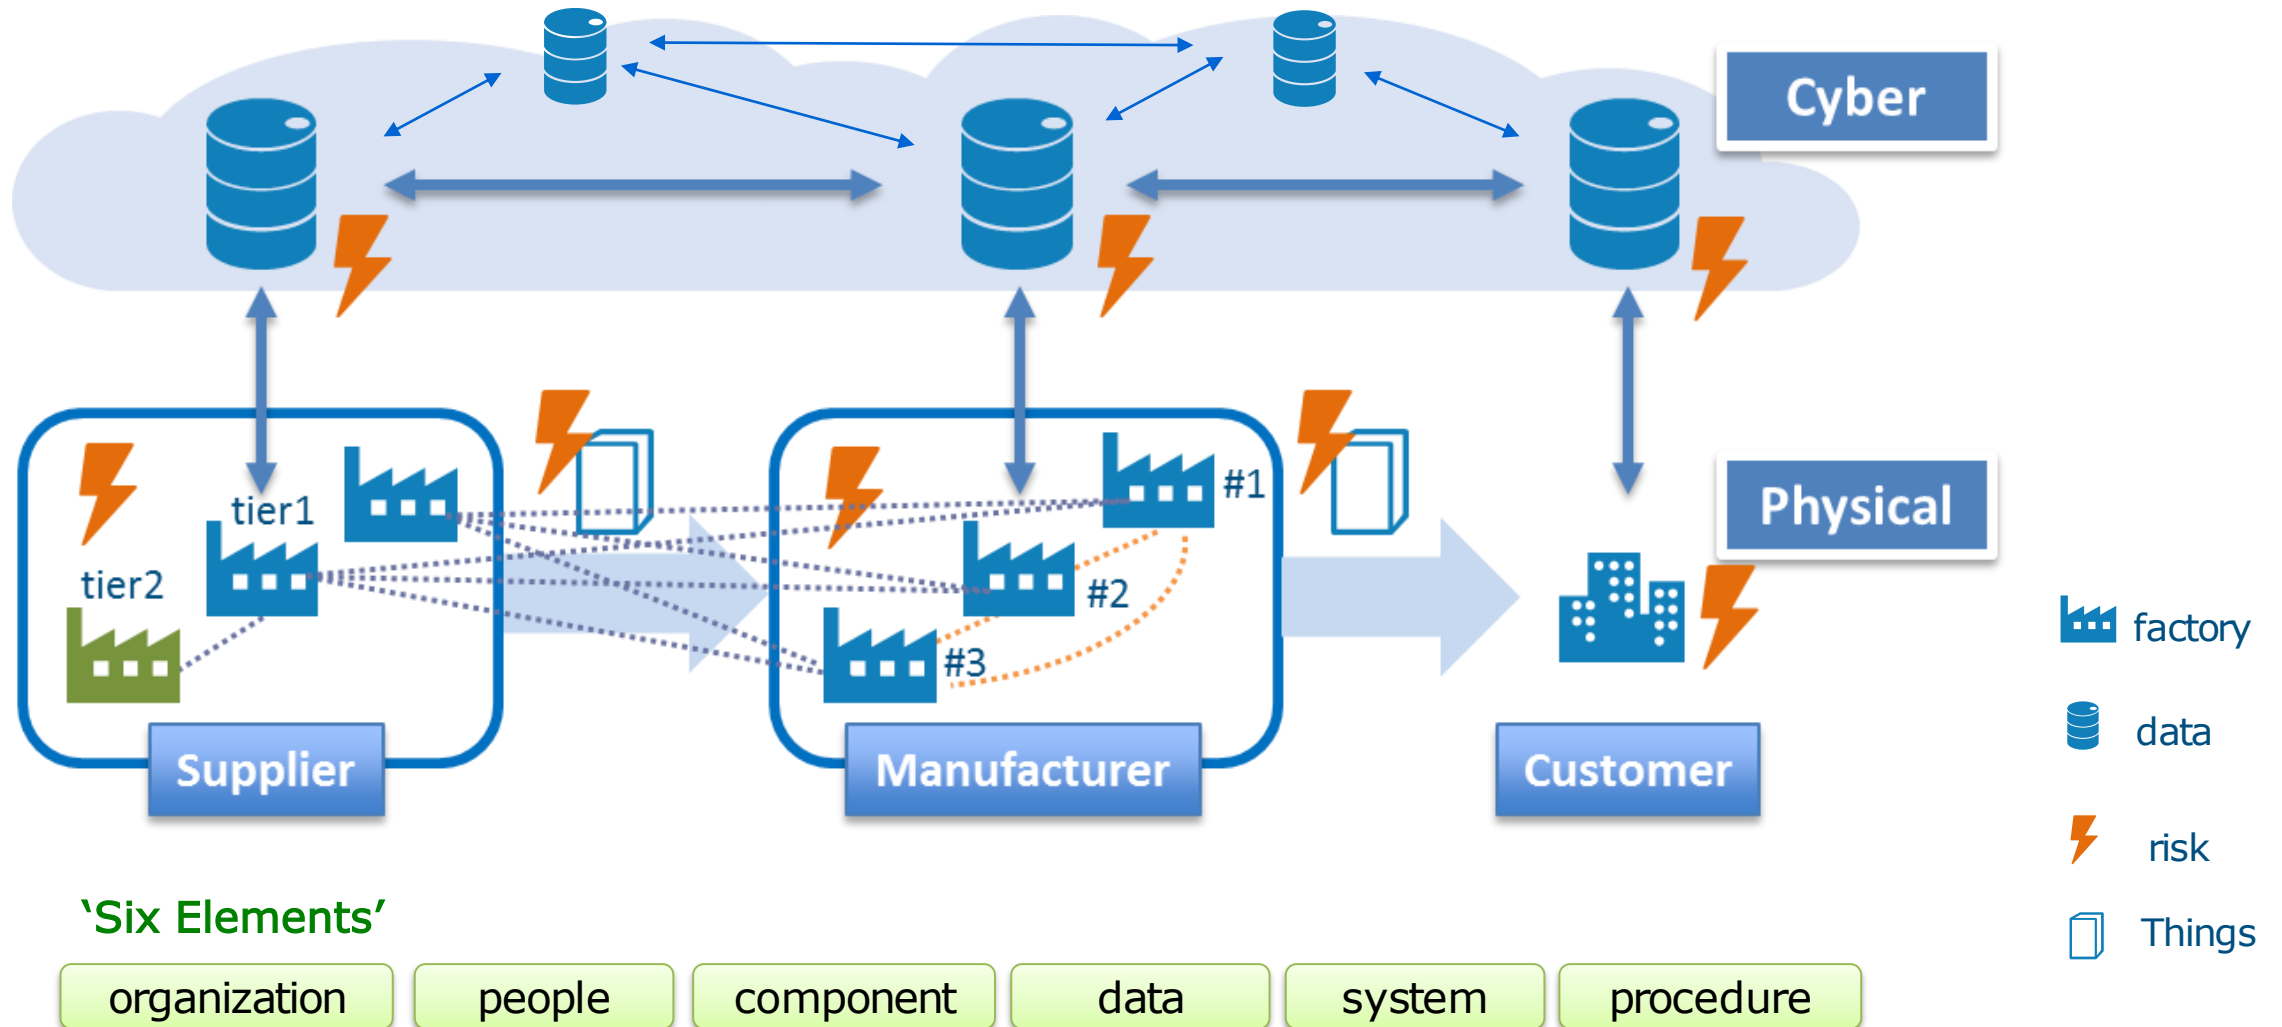 Cyber
Physical
tier1
tier2
#1
#2
#3
Supplier
Manufacturer
Customer
factory
data
risk
Things
‘Six Elements’
organization
people
component
data
system
procedure